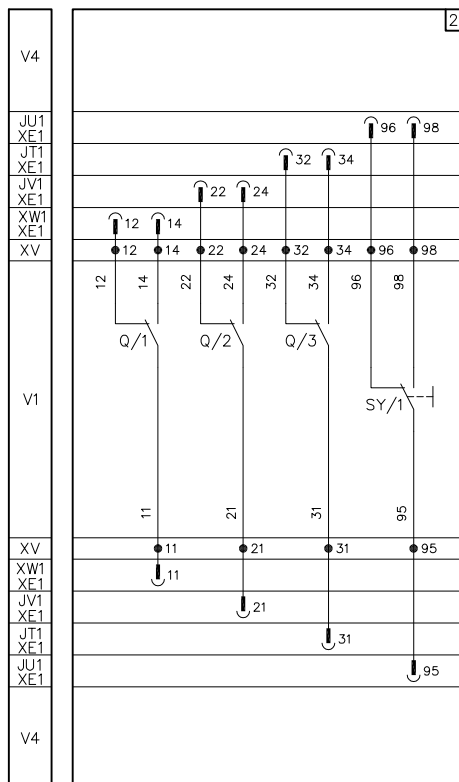 2
V4
JU1
XE1
96 98
JT1
XE1
32 34
JV1
XE1
22 24
XW1
XE1
12 14
XV
12 14 22 24 32 34 96 98
12 14 22 24 32 34 96 98
Q/1 Q/2 Q/3
V1
SY/1
11 21 31 95
XV
11 21 31 95
XW1
XE1
11
JV1
XE1
21
JT1
XE1
31
JU1
XE1
95
V4